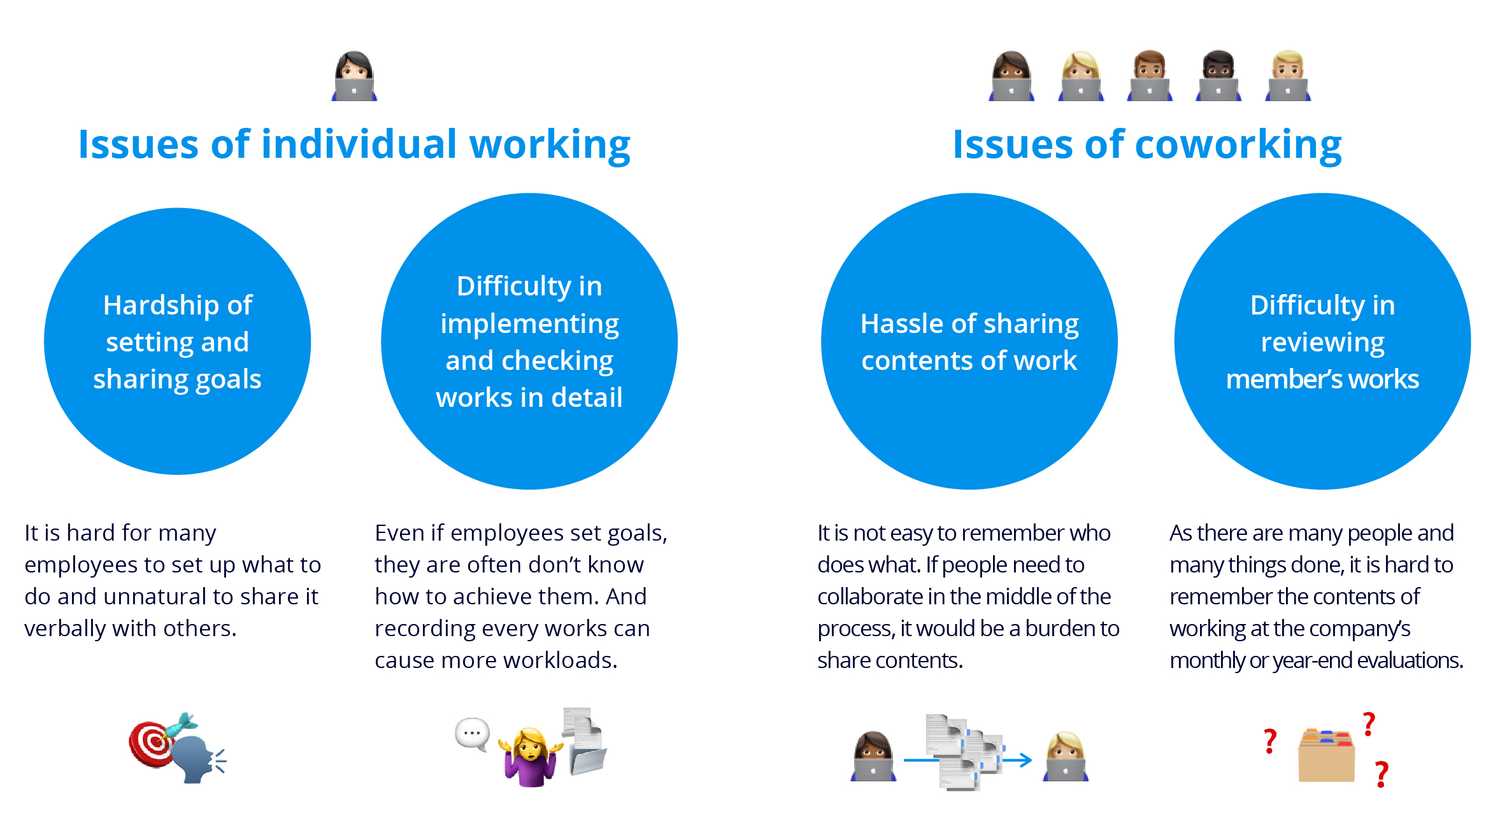 Issues of individual working
Hardship of
setting and
sharing goals
Difficulty in
implementing
and checking
works in detail
It is hard for many
employees to set up what to
do and unnatural to share it
verbally with others.
Even if employees set goals,
they are often don’t know
how to achieve them. And
recording every works can
cause more workloads.
Issues of coworking
Hassle of sharing
contents of work
Difficulty in
reviewing
member’s works
It is not easy to remember who
does what. If people need to
collaborate in the middle of the
process, it would be a burden to
share contents.
As there are many people and
many things done, it is hard to
remember the contents of
working at the company’s
monthly or year-end evaluations.
?
?
?